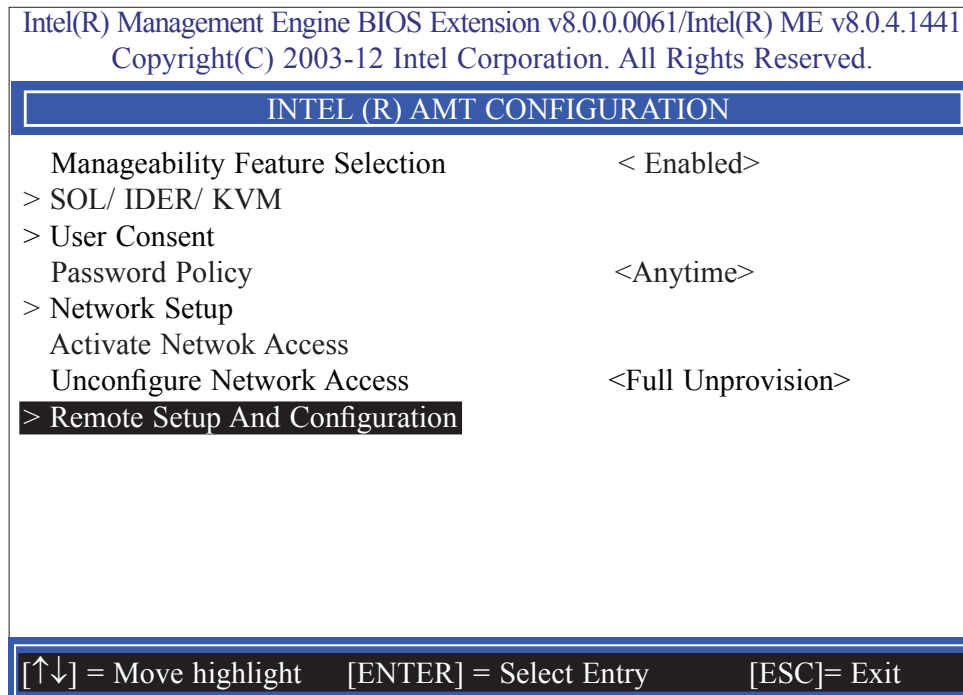 Intel(R) Management Engine BIOS Extension v8.0.0.0061/Intel(R) ME v8.0.4.1441
Copyright(C) 2003-12 Intel Corporation. All Rights Reserved.
INTEL (R) AMT CONFIGURATION
Manageability Feature Selection < Enabled>
> SOL/ IDER/ KVM
> User Consent
Password Policy <Anytime>
> Network Setup
Activate Netwok Access
Unconfigure Network Access <Full Unprovision>
> Remote Setup And Configuration
[↑↓] = Move highlight [ENTER] = Select Entry [ESC]= Exit